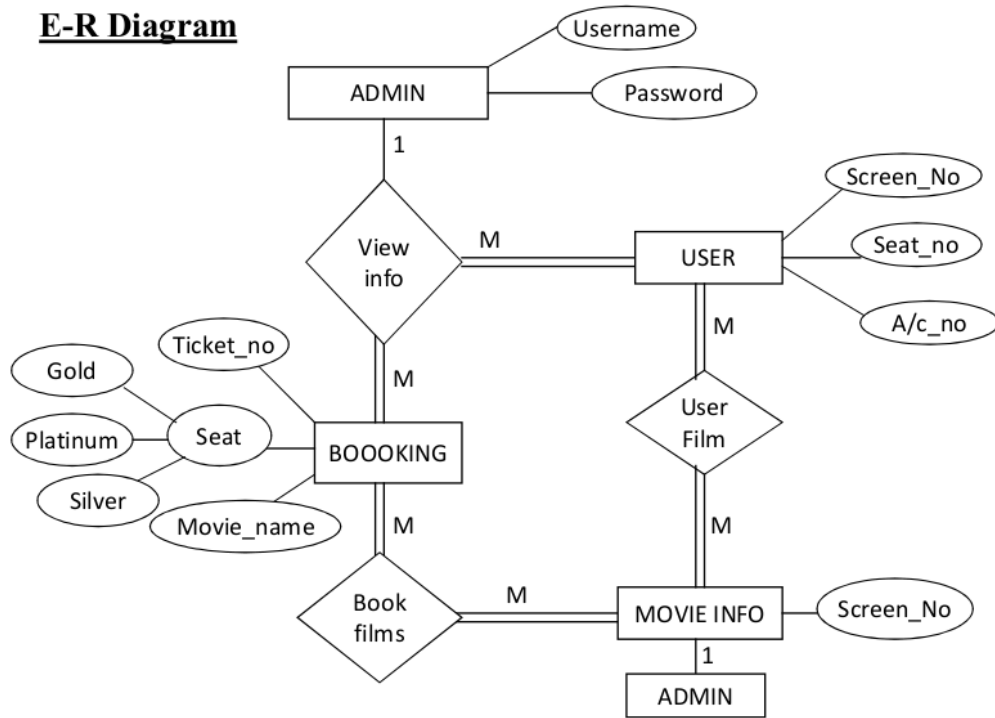 E-R Diagram
Username
ADMIN
Password
1
Screen_No
View
info
M
USER
Seat_no
A/c_no
M
Ticket_no
Gold
M
Platinum
Seat
BOOOKING
User
Film
Silver
Movie_name
M
M
Book
films
M
MOVIE INFO
Screen_No
1
ADMIN